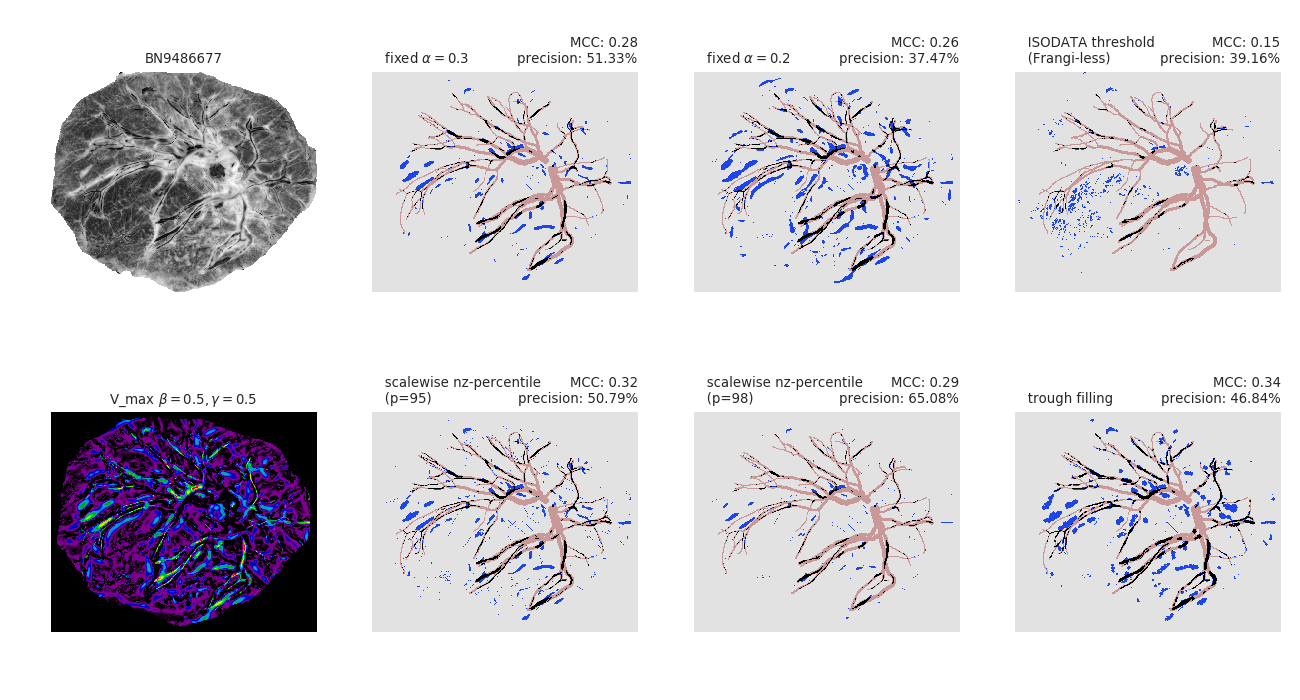 BN9486677
fixed α = 0.3
MCC: 0.28
precision: 51.33%
fixed α = 0.2
MCC: 0.26
precision: 37.47%
ISODATA threshold
(Frangi-less)
MCC: 0.15
precision: 39.16%
V_max β = 0.5, γ = 0.5
scalewise nz-percentile
(p=95)
MCC: 0.32
precision: 50.79%
scalewise nz-percentile
(p=98)
MCC: 0.29
precision: 65.08%
trough filling
MCC: 0.34
precision: 46.84%